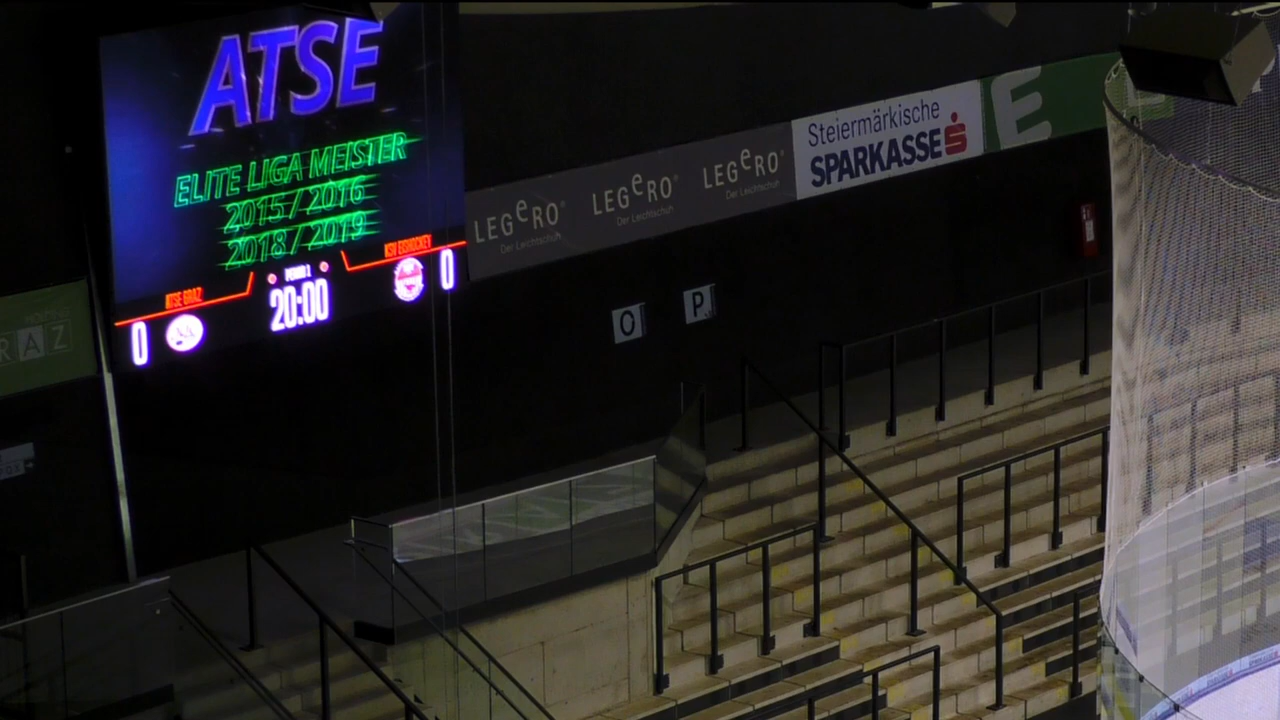 ATSE
ELITE LIGA MEISTER
2015 / 2016
2018 / 2019
ATSE GRAZ
KSV EISHOCKEY
0
20:00
0
LEGeRO
Der Leichtschuh
LEGeRO
Der Leichtschuh
LEGeRO
Der Leichtschuh
Steiermärkische
SPARKASSE
E
O
P
RAZ